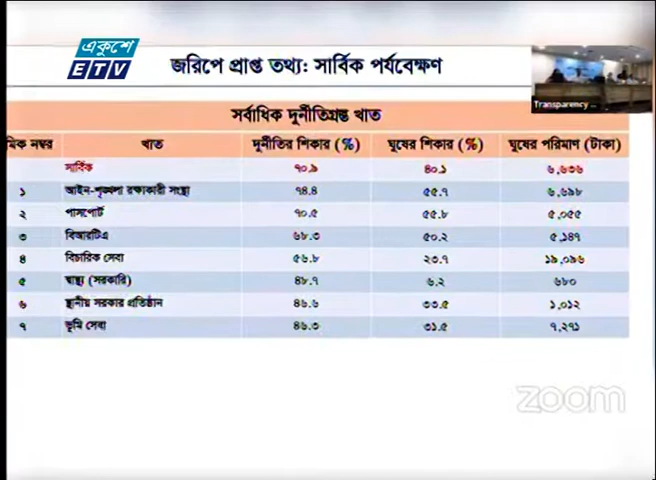 একুশে
ETV
জরিপে প্রাপ্ত তথ্য: সার্বিক পর্যবেক্ষণ
Transparency ...
সর্বাধিক দুর্নীতিগ্রস্ত খাত
মিক নম্বর খাত দুর্নীতির শিকার (%) ঘুষের শিকার (%) ঘুষের পরিমাণ (টাকা)
সার্বিক ৭০.৯ ৪০.১ ৬,৬৩৬
১ আইন-শৃঙ্খলা রক্ষাকারী সংস্থা ৭৪.৪ ৫৫.৭ ৬,৬৯৮
২ পাসপোর্ট ৭০.৫ ৫৫.৮ ৫,০৫৫
৩ বিআরটিএ ৬৮.৩ ৫০.২ ৫,১৪৭
৪ বিচারিক সেবা ৫৬.৮ ২৩.৭ ১৯,০৯৬
৫ স্বাস্থ্য (সরকারি) ৪৮.৭ ৬.২ ৬৮০
৬ স্থানীয় সরকার প্রতিষ্ঠান ৪৬.৬ ৩৩.৫ ১,০১২
৭ ভূমি সেবা ৪৬.৩ ৩১.৫ ৭,২৭১
zoom